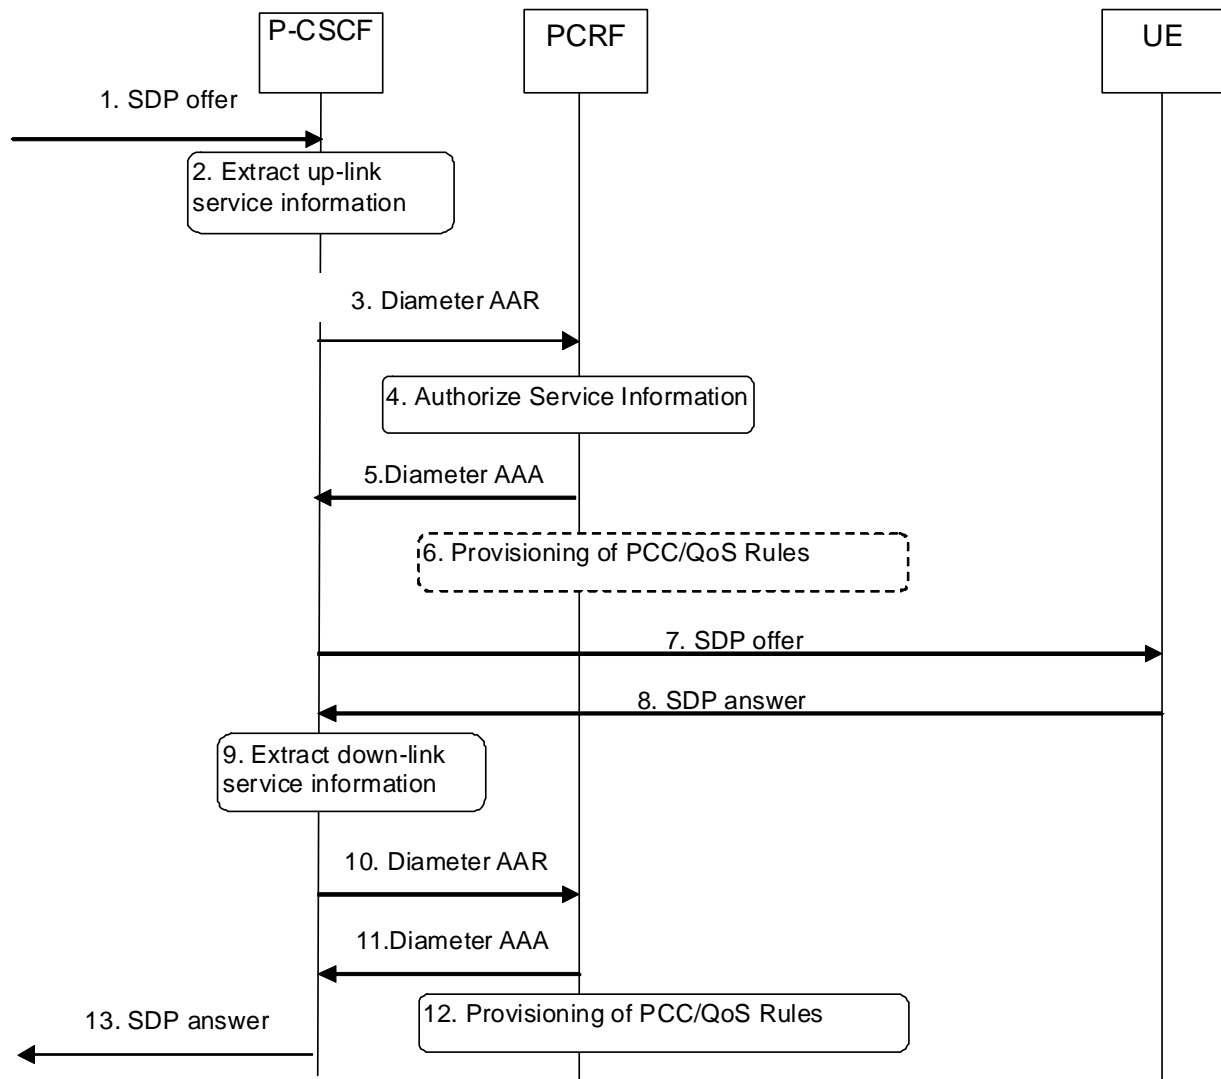 P-CSCF
PCRF
UE
1. SDP offer
2. Extract up-link
service information
3. Diameter AAR
4. Authorize Service Information
5.Diameter AAA
6. Provisioning of PCC/QoS Rules
7. SDP offer
8. SDP answer
9. Extract down-link
service information
10. Diameter AAR
11.Diameter AAA
12. Provisioning of PCC/QoS Rules
13. SDP answer